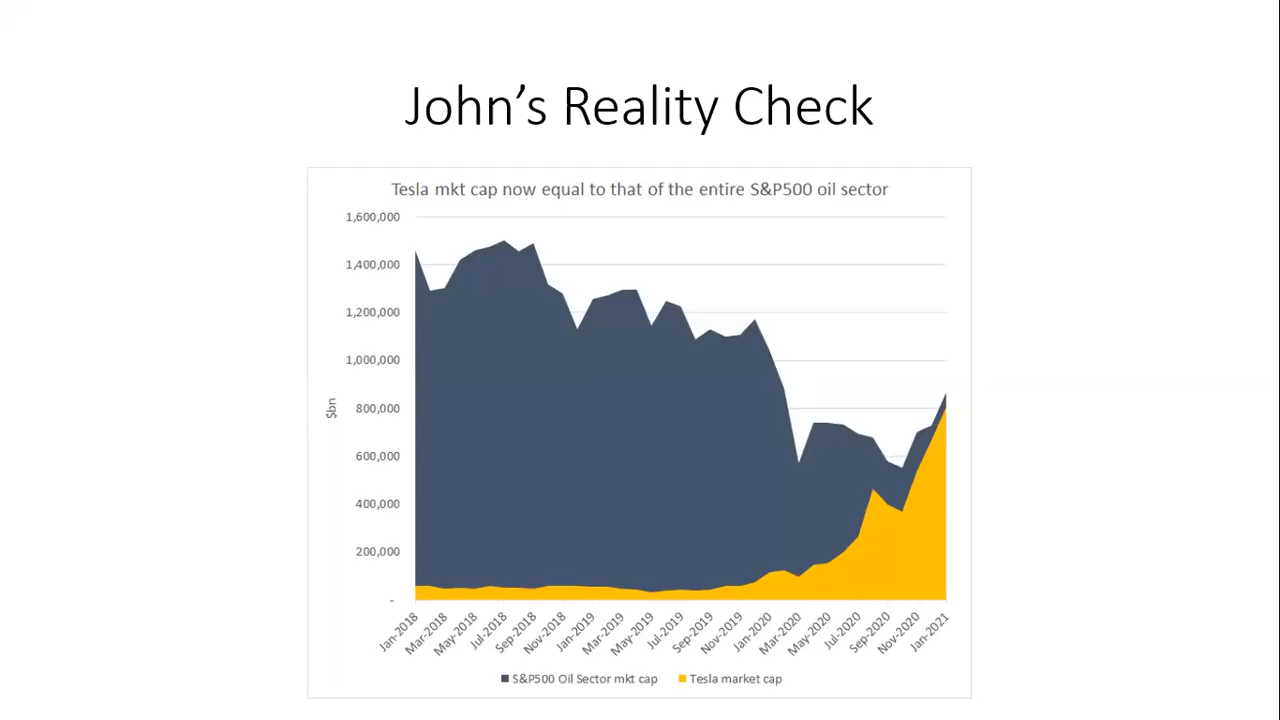 John’s Reality Check
Tesla mkt cap now equal to that of the entire S&P500 oil sector
1,600,000
1,400,000
1,200,000
1,000,000
800,000
600,000
400,000
200,000
-
$bn
Jan-2018
Mar-2018
May-2018
Jul-2018
Sep-2018
Nov-2018
Jan-2019
Mar-2019
May-2019
Jul-2019
Sep-2019
Nov-2019
Jan-2020
Mar-2020
May-2020
Jul-2020
Sep-2020
Nov-2020
Jan-2021
S&P500 Oil Sector mkt cap
Tesla market cap